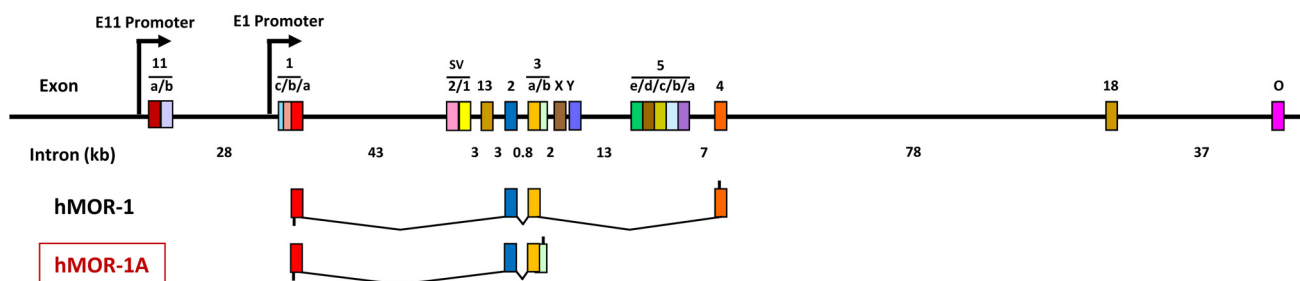 E11 Promoter E1 Promoter
11 1 SV 3 5
Exon a/b c/b/a 2/1 13 2 a/b X Y e/d/c/b/a 4 18 O
Intron (kb) 28 43 3 3 0.8 2 13 7 78 37
hMOR-1
hMOR-1A